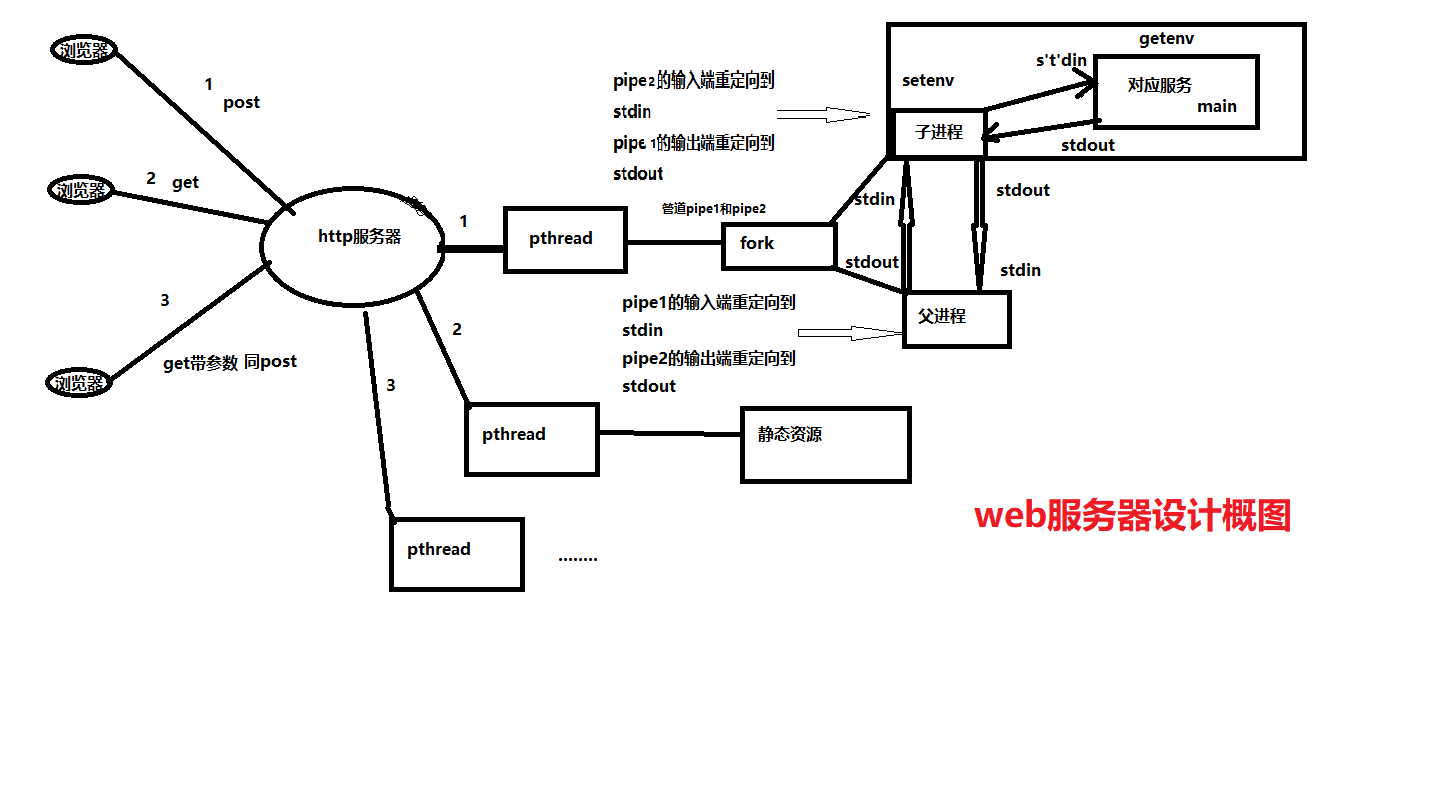 浏览器
1
post
浏览器
2
get
3
浏览器
get带参数 同post
http服务器
1
pthread
管道pipe1和pipe2
fork
pipe2的输入端重定向到
stdin
pipe 1的输出端重定向到
stdout
getenv
setenv
s't'din
对应服务
main
子进程
stdout
stdin
stdout
stdout
stdin
pipe1的输入端重定向到
stdin
pipe2的输出端重定向到
stdout
父进程
2
pthread
静态资源
3
pthread
........
web服务器设计概图